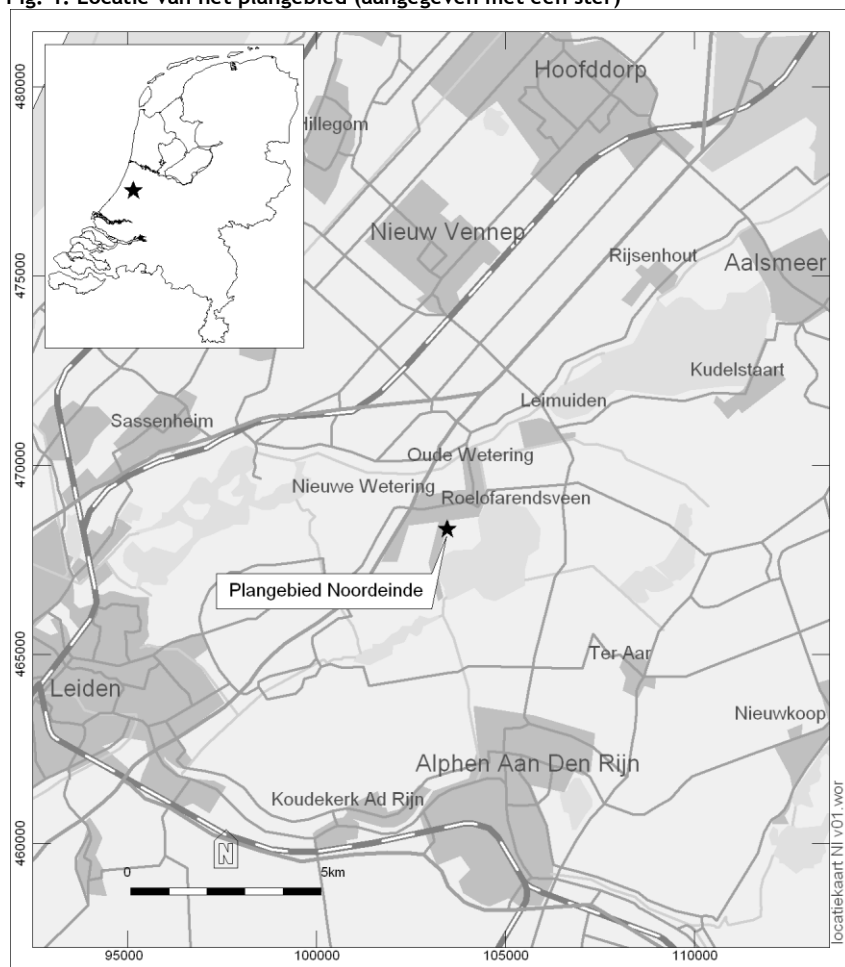 Fig. 1. Locatie van het plangebied (aangegeven met een ster)
480000
Hoofddorp
Hillegom
Nieuw Vennep
475000
Rijsenhout
Aalsmeer
Kudelstaart
Leimuiden
Sassenheim
470000
Oude Wetering
Nieuwe Wetering
Roelofarendsveen
Plangebied Noordeinde
465000
Ter Aar
Leiden
Nieuwkoop
Alphen Aan Den Rijn
Koudekerk Ad Rijn
460000
N
0
5km
locatiekaart Nl v01.wor
95000
100000
105000
110000